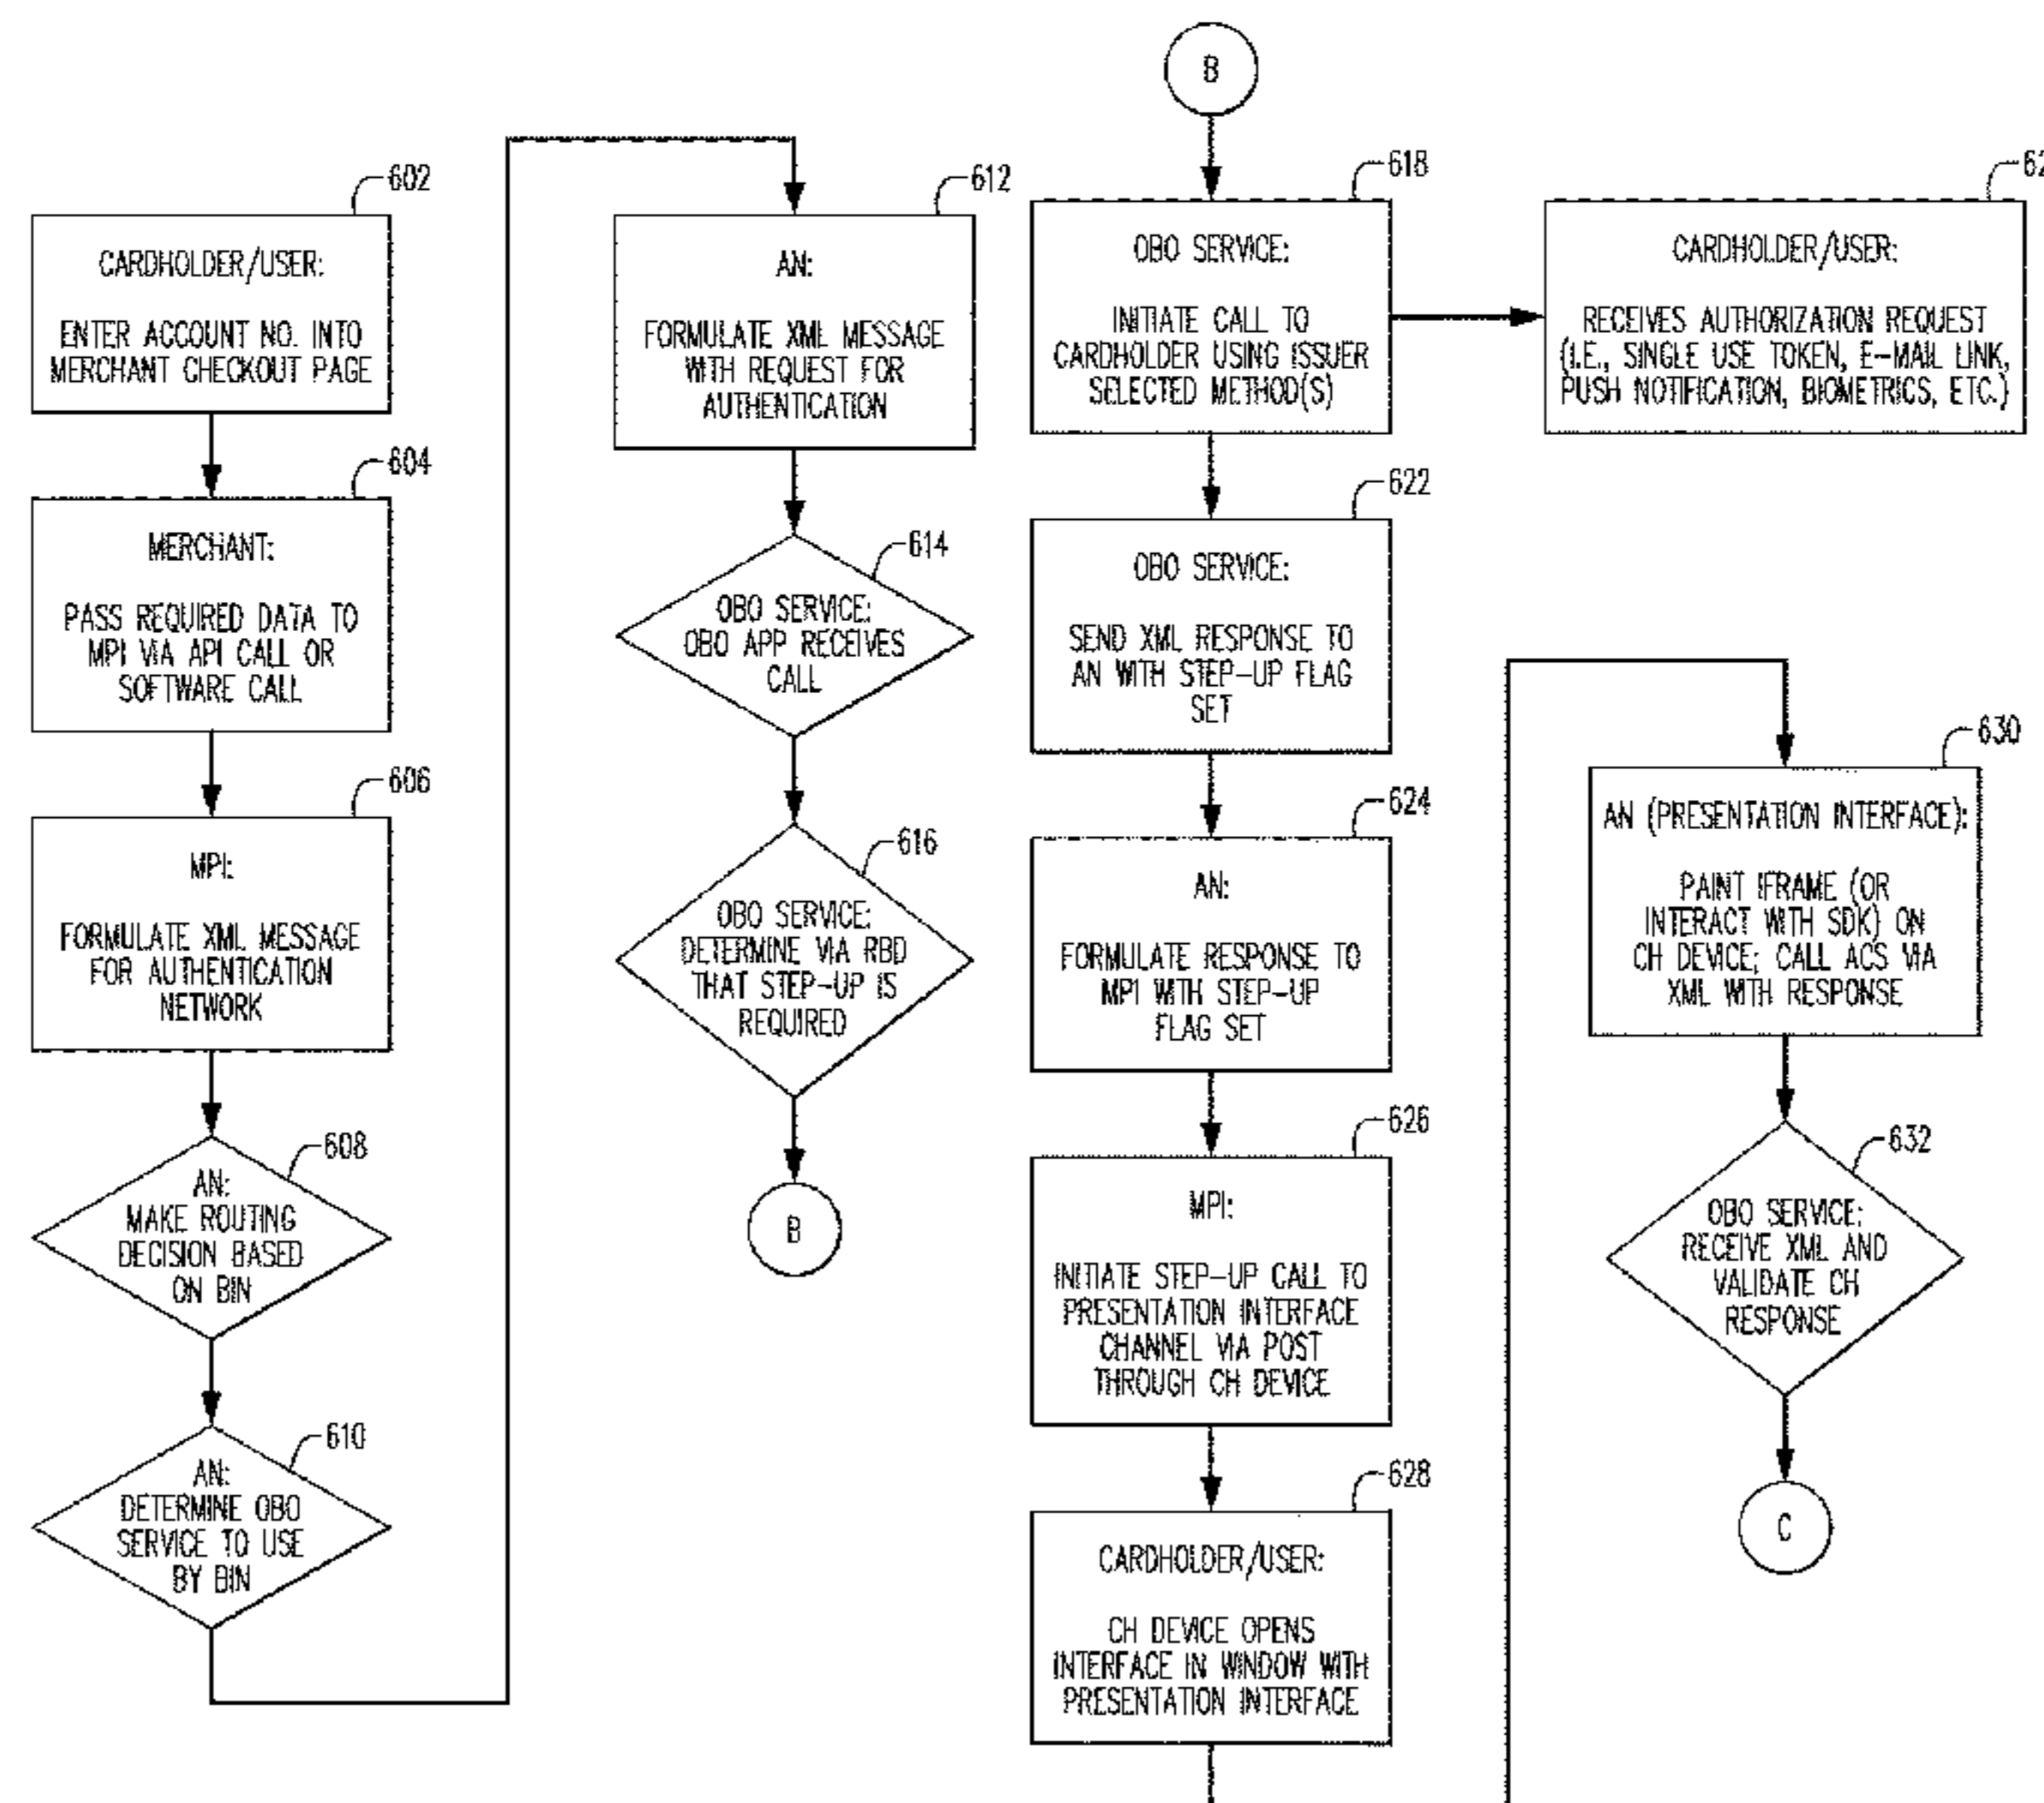 602
CARDHOLDER/USER:
ENTER ACCOUNT NO. INTO
MERCHANT CHECKOUT PAGE
604
MERCHANT:
PASS REQUIRED DATA TO
MPI VIA API CALL OR
SOFTWARE CALL
606
MPI:
FORMULATE XML MESSAGE
FOR AUTHENTICATION
NETWORK
608
AN:
MAKE ROUTING
DECISION BASED
ON BIN
610
AN:
DETERMINE OBO
SERVICE TO USE
BY BIN
612
AN:
FORMULATE XML MESSAGE
WITH REQUEST FOR
AUTHENTICATION
614
OBO SERVICE:
OBO APP RECEIVES
CALL
616
OBO SERVICE:
DETERMINE VIA RBD
THAT STEP-UP IS
REQUIRED
B
B
618
OBO SERVICE:
INITIATE CALL TO
CARDHOLDER USING ISSUER
SELECTED METHOD(S)
CARDHOLDER/USER:
RECEIVES AUTHORIZATION REQUEST
(I.E., SINGLE USE TOKEN, E-MAIL LINK,
PUSH NOTIFICATION, BIOMETRICS, ETC.)
622
OBO SERVICE:
SEND XML RESPONSE TO
AN WITH STEP-UP FLAG
SET
624
AN:
FORMULATE RESPONSE TO
MPI WITH STEP-UP
FLAG SET
626
MPI:
INITIATE STEP-UP CALL TO
PRESENTATION INTERFACE
CHANNEL VIA POST
THROUGH CH DEVICE
628
CARDHOLDER/USER:
CH DEVICE OPENS
INTERFACE IN WINDOW WITH
PRESENTATION INTERFACE
630
AN (PRESENTATION INTERFACE):
PAINT IFRAME (OR
INTERACT WITH SDK) ON
CH DEVICE; CALL ACS VIA
XML WITH RESPONSE
632
OBO SERVICE:
RECEIVE XML AND
VALIDATE CH
RESPONSE
C